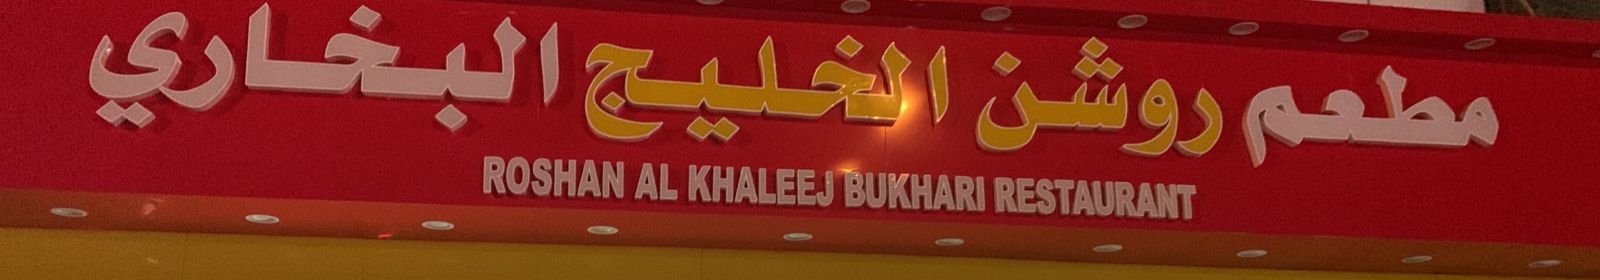 مطعم روشن الخليج البخاري
ROSHAN AL KHALEEJ BUKHARI RESTAURANT